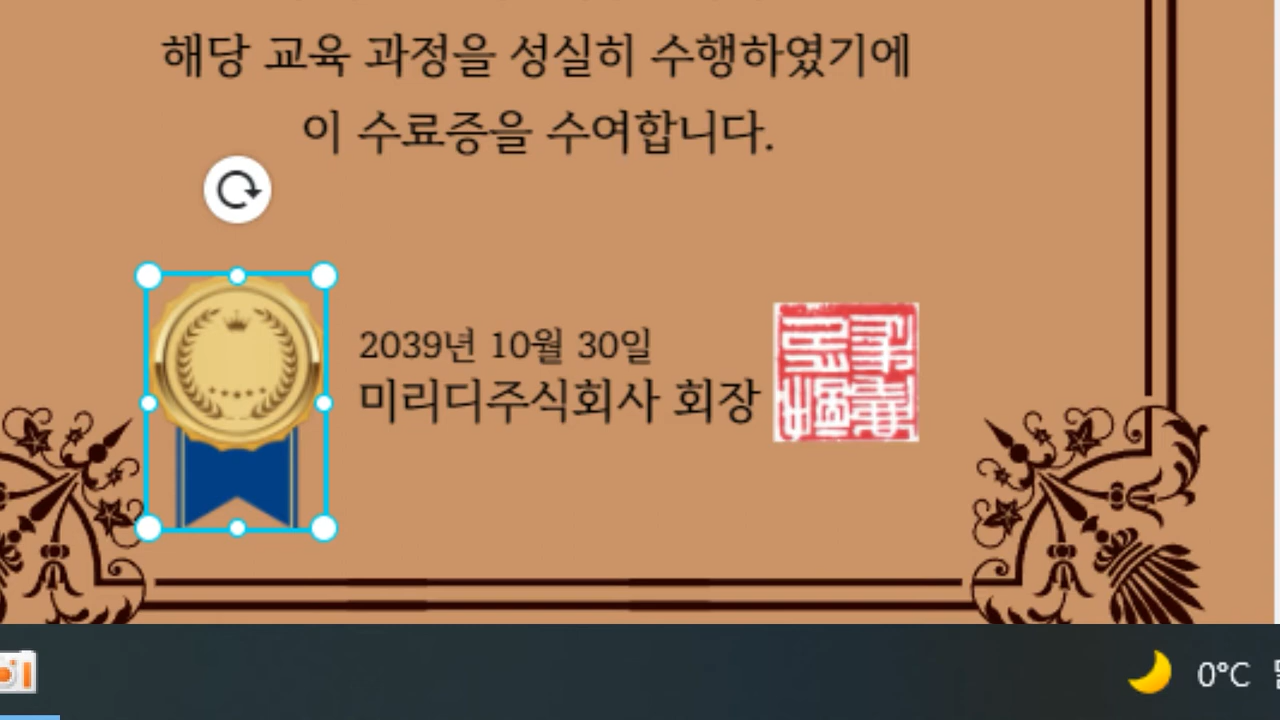 해당 교육 과정을 성실히 수행하였기에
이 수료증을 수여합니다.
2039년 10월 30일
미리디주식회사 회장
0°C